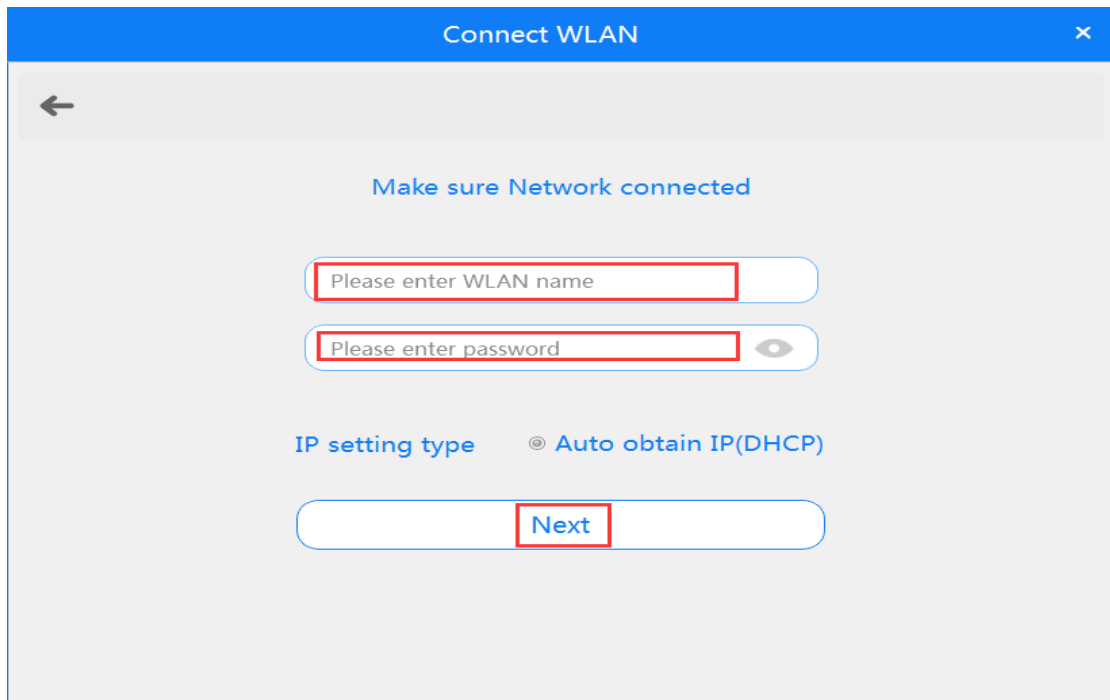 Connect WLAN
Make sure Network connected
Please enter WLAN name
Please enter password
IP setting type Auto obtain IP(DHCP)
Next